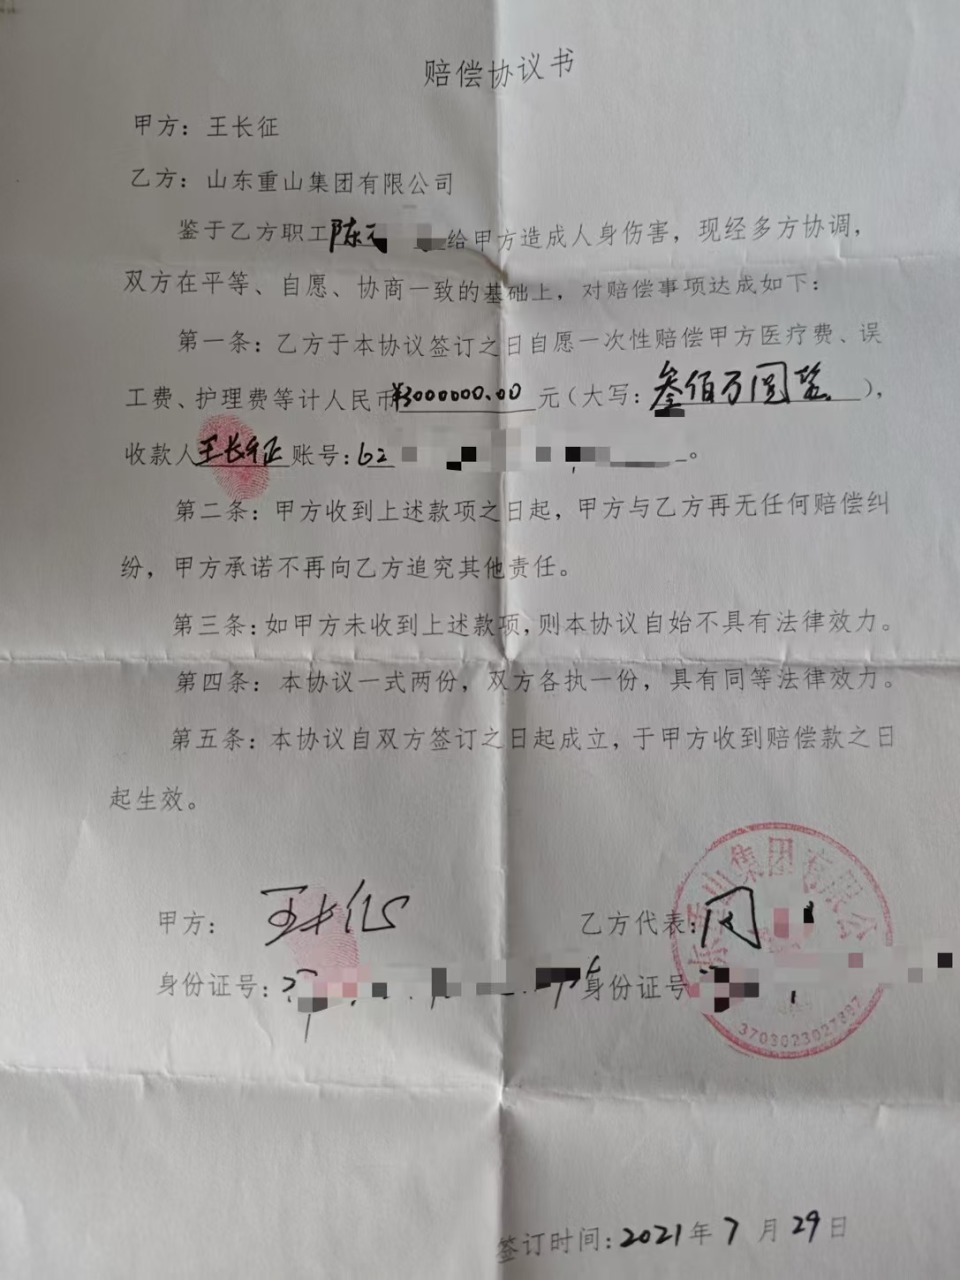 赔偿协议书
甲方：王长征
乙方：山东重山集团有限公司
鉴于乙方职工陈 给甲方造成人身伤害，现经多方协调，
双方在平等、自愿、协商一致的基础上，对赔偿事项达成如下：
第一条：乙方于本协议签订之日自愿一次性赔偿甲方医疗费、误
工费、护理费等计人民币¥3000000.00 元（大写：叁佰万圆整），
收款人王长征账号：62 。
第二条：甲方收到上述款项之日起，甲方与乙方再无任何赔偿纠
纷，甲方承诺不再向乙方追究其他责任。
第三条：如甲方未收到上述款项，则本协议自始不具有法律效力。
第四条：本协议一式两份，双方各执一份，具有同等法律效力。
第五条：本协议自双方签订之日起成立，于甲方收到赔偿款之日
起生效。
甲方：王长征 乙方代表：
身份证号： 身份证号
东重山集团有限公
签订时间：2021年7月29日